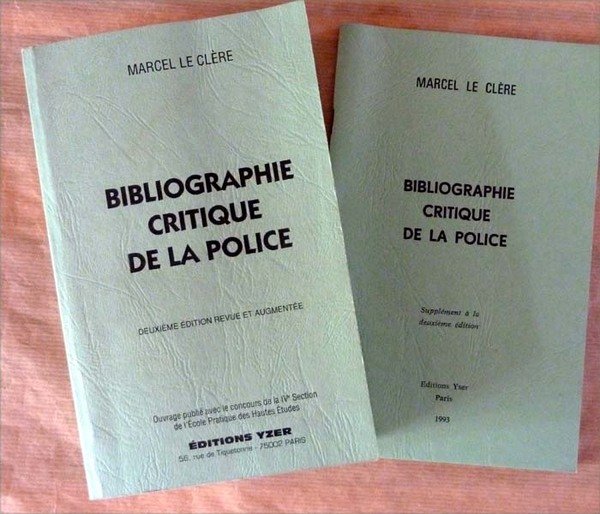 MARCEL LE CLÈRE
BIBLIOGRAPHIE
CRITIQUE
DE LA POLICE
DEUXIÈME ÉDITION REVUE ET AUGMENTÉE
Ouvrage publié avec le concours de la IVᵉ Section
de l'École Pratique des Hautes Études
ÉDITIONS YZER
56, rue de Tiquetonne - 75002 PARIS
MARCEL LE CLÈRE
BIBLIOGRAPHIE
CRITIQUE
DE LA POLICE
Supplément à la
deuxième édition
Editions Yser
Paris
1993